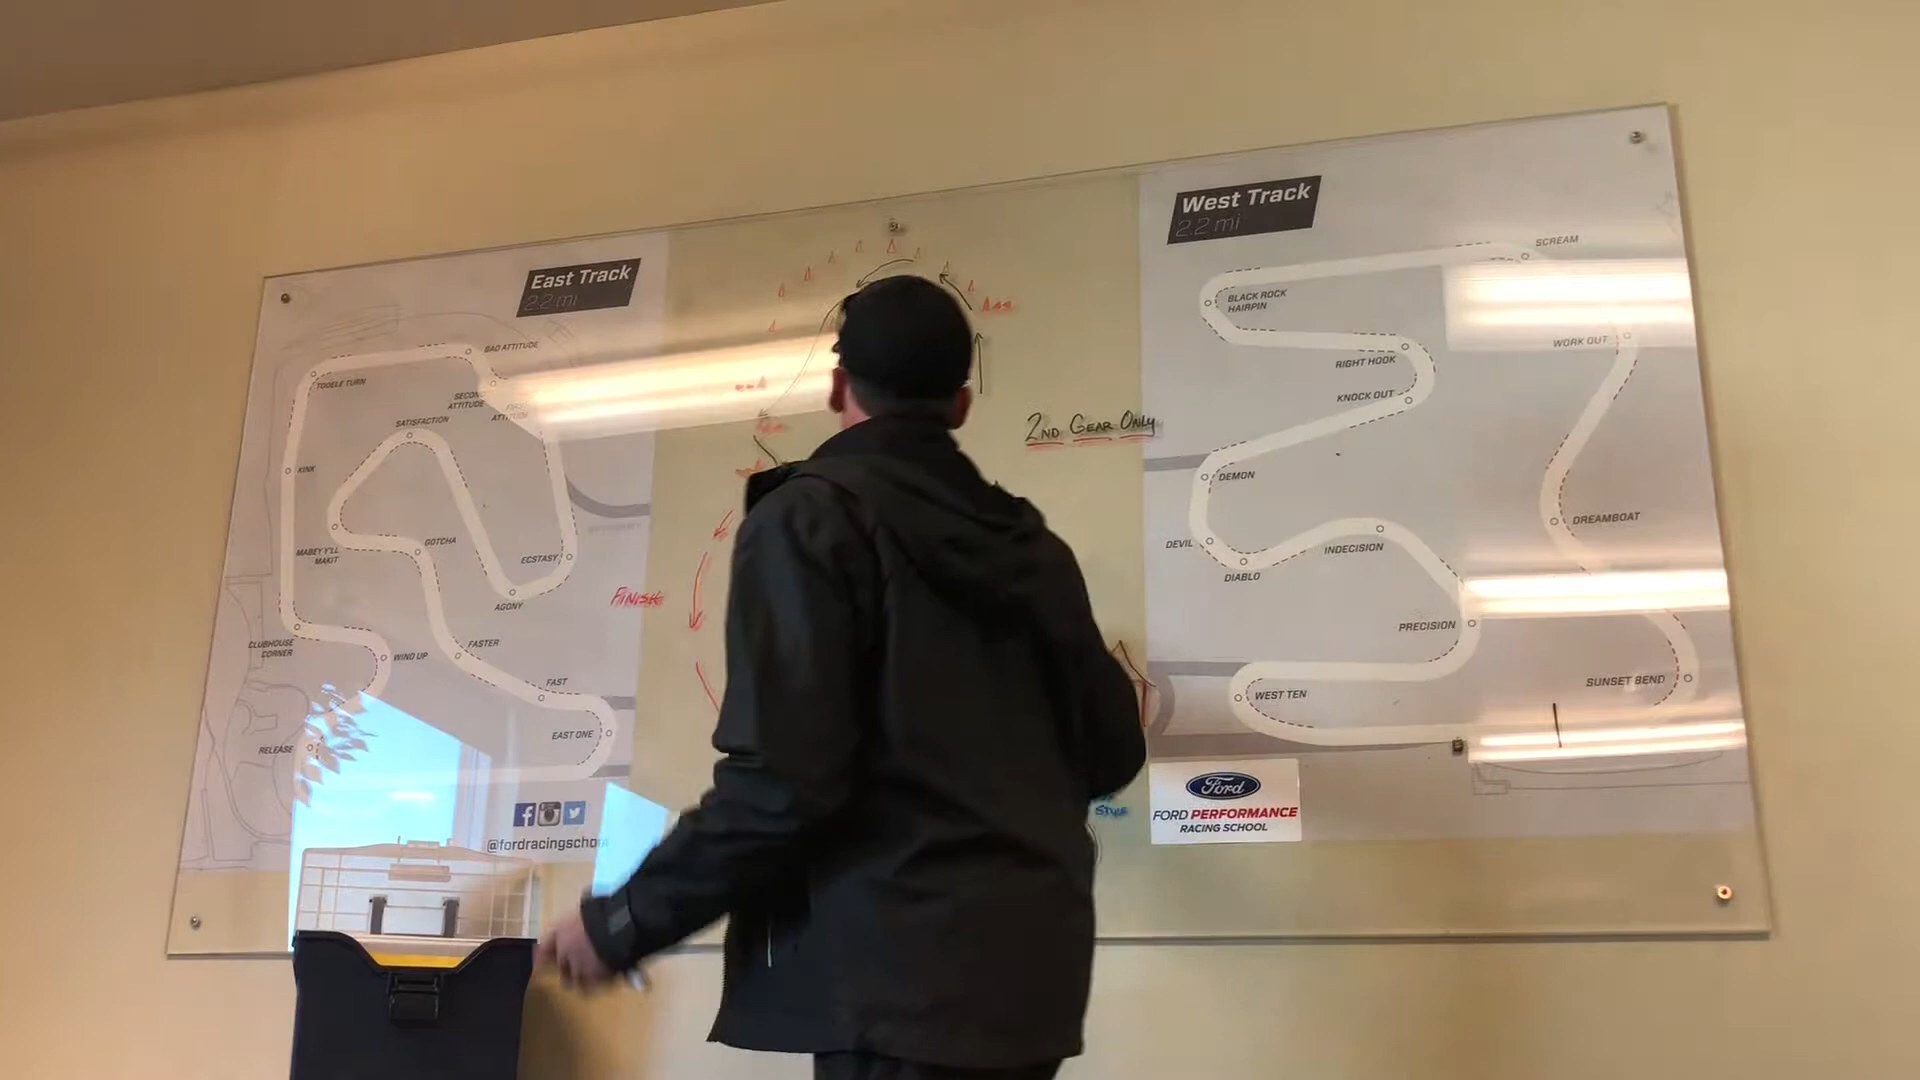 East Track
2.2 mi
BAD ATTITUDE
TOOELE TURN
SECOND
ATTITUDE
FIRST
ATTITUDE
SATISFACTION
KINK
MABEY Y'LL
MAKIT
GOTCHA
ECSTASY
AGONY
CLUBHOUSE
CORNER
WIND UP
FASTER
FAST
EAST ONE
RELEASE
@fordracingschool
FINISH
2ND GEAR ONLY
West Track
2.2 mi
SCREAM
BLACK ROCK
HAIRPIN
WORK OUT
RIGHT HOOK
KNOCK OUT
DEMON
DREAMBOAT
DEVIL
INDECISION
DIABLO
PRECISION
SUNSET BEND
WEST TEN
Ford
FORD PERFORMANCE
RACING SCHOOL